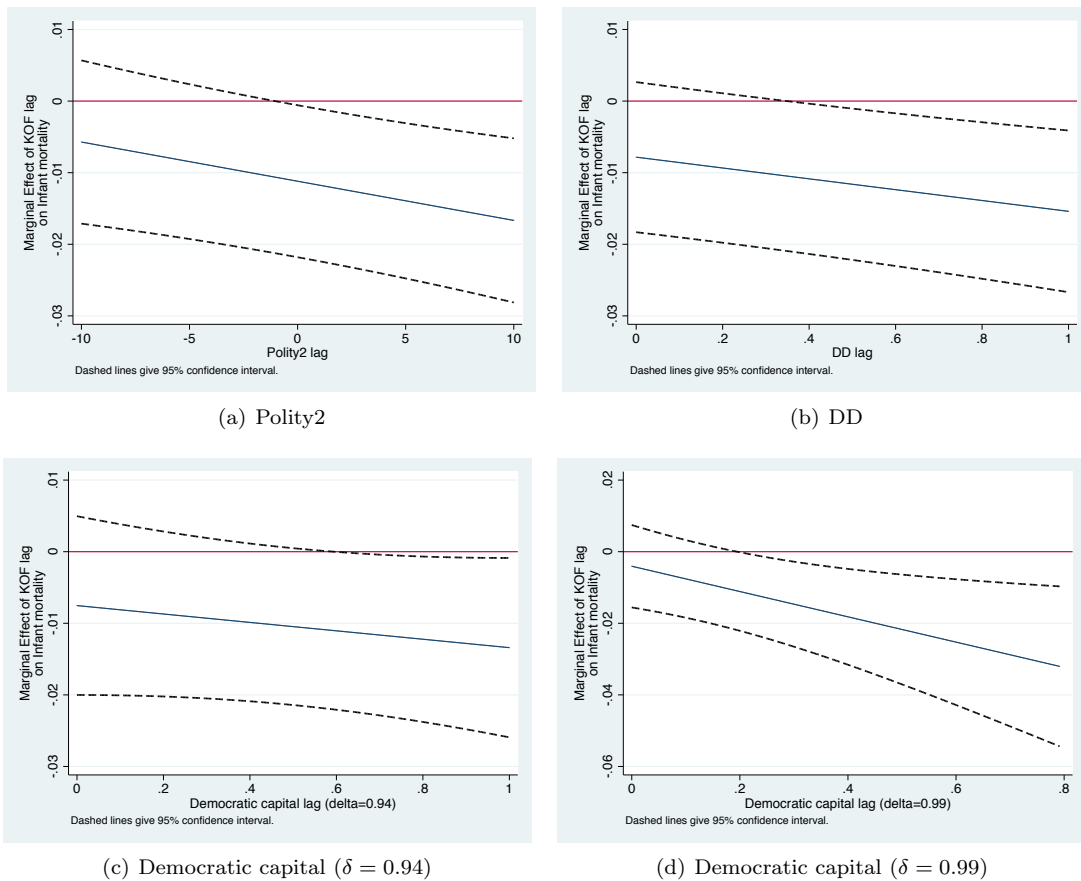 .01
0
-.01
-.02
-.03
Marginal Effect of KOF lag
on Infant mortality
-10 -5 0 5 10
Polity2 lag
Dashed lines give 95% confidence interval.
(a) Polity2
.01
0
-.01
-.02
-.03
Marginal Effect of KOF lag
on Infant mortality
0 .2 .4 .6 .8 1
DD lag
Dashed lines give 95% confidence interval.
(b) DD
.01
0
-.01
-.02
-.03
Marginal Effect of KOF lag
on Infant mortality
0 .2 .4 .6 .8 1
Democratic capital lag (delta=0.94)
Dashed lines give 95% confidence interval.
(c) Democratic capital (δ = 0.94)
.02
0
-.02
-.04
-.06
Marginal Effect of KOF lag
on Infant mortality
0 .2 .4 .6 .8
Democratic capital lag (delta=0.99)
Dashed lines give 95% confidence interval.
(d) Democratic capital (δ = 0.99)